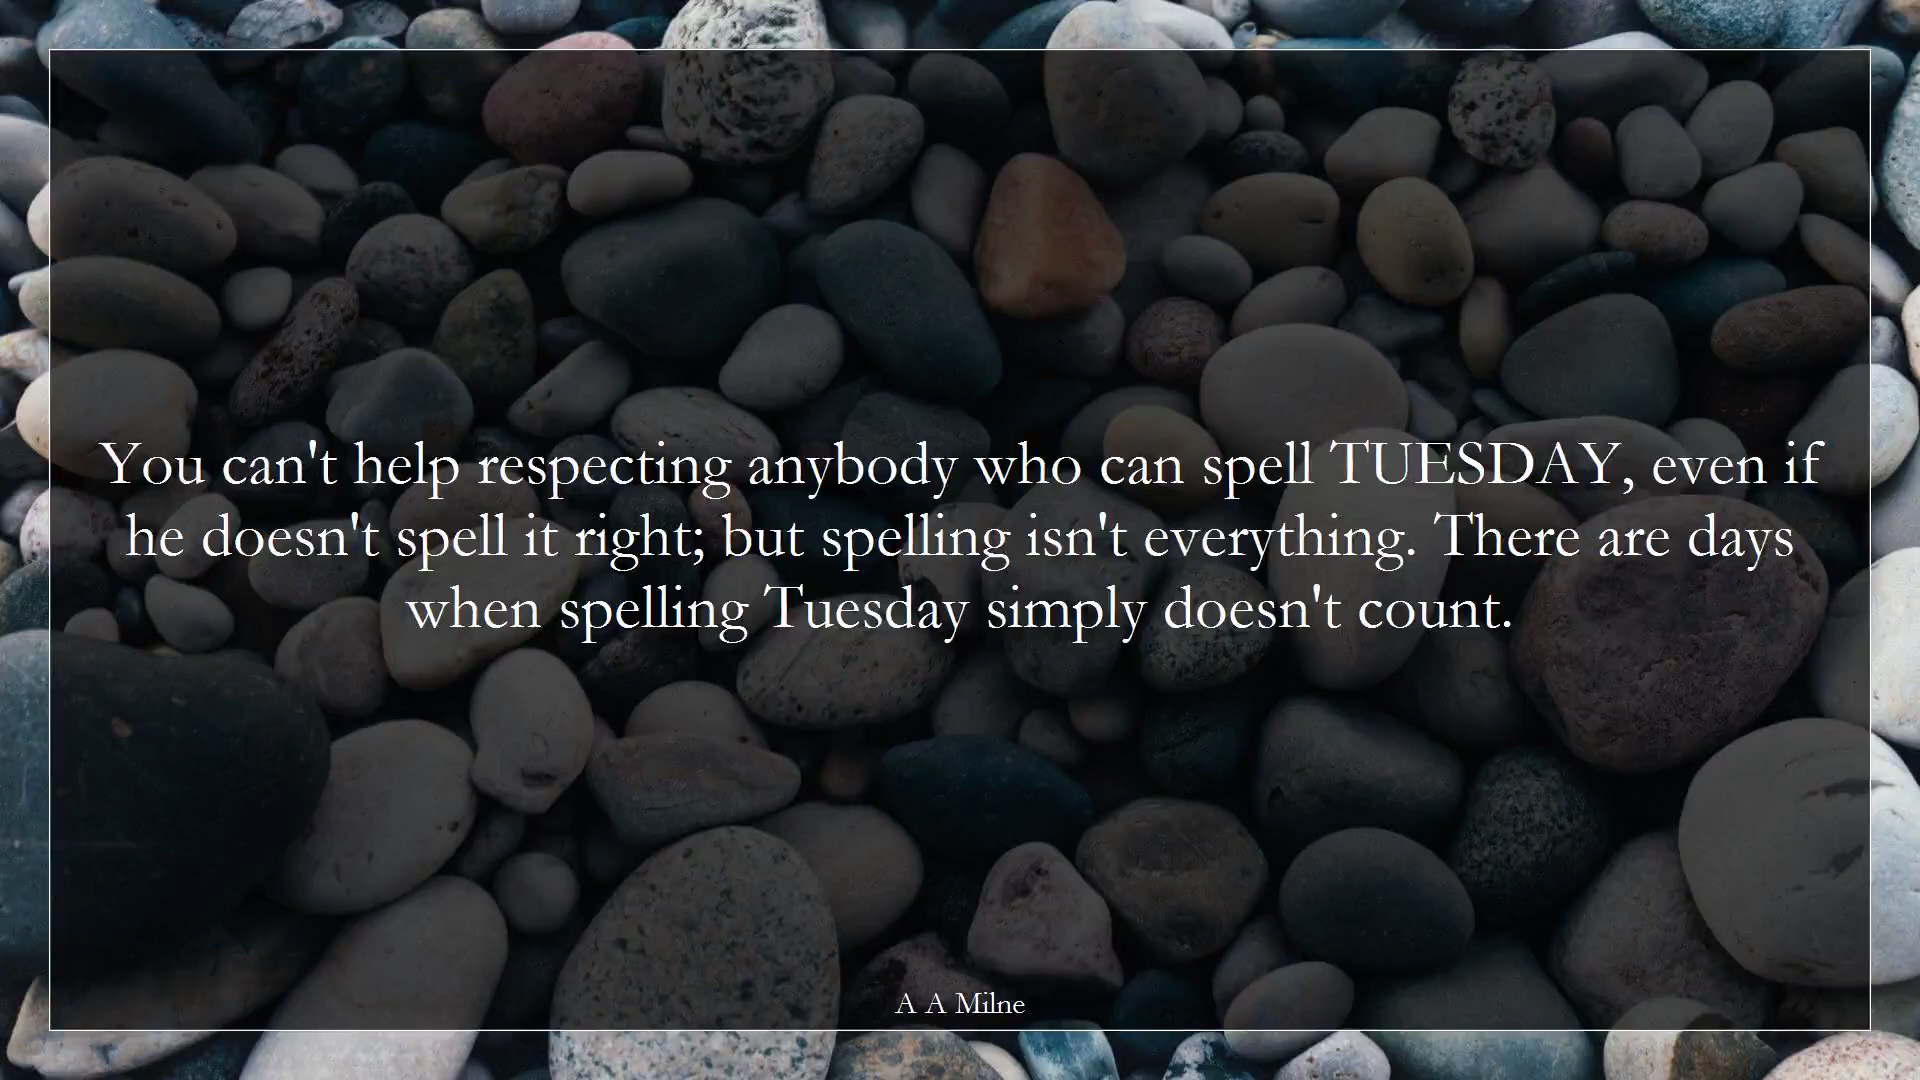 You can't help respecting anybody who can spell TUESDAY, even if
he doesn't spell it right; but spelling isn't everything. There are days
when spelling Tuesday simply doesn't count.
A A Milne